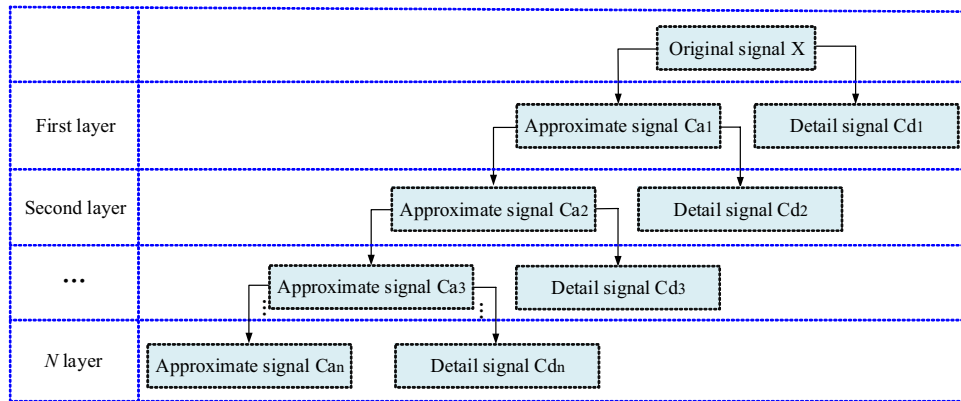 Original signal X
First layer
Approximate signal Ca1
Detail signal Cd1
Second layer
Approximate signal Ca2
Detail signal Cd2
...
Approximate signal Ca3
Detail signal Cd3
N layer
Approximate signal Can
Detail signal Cdn